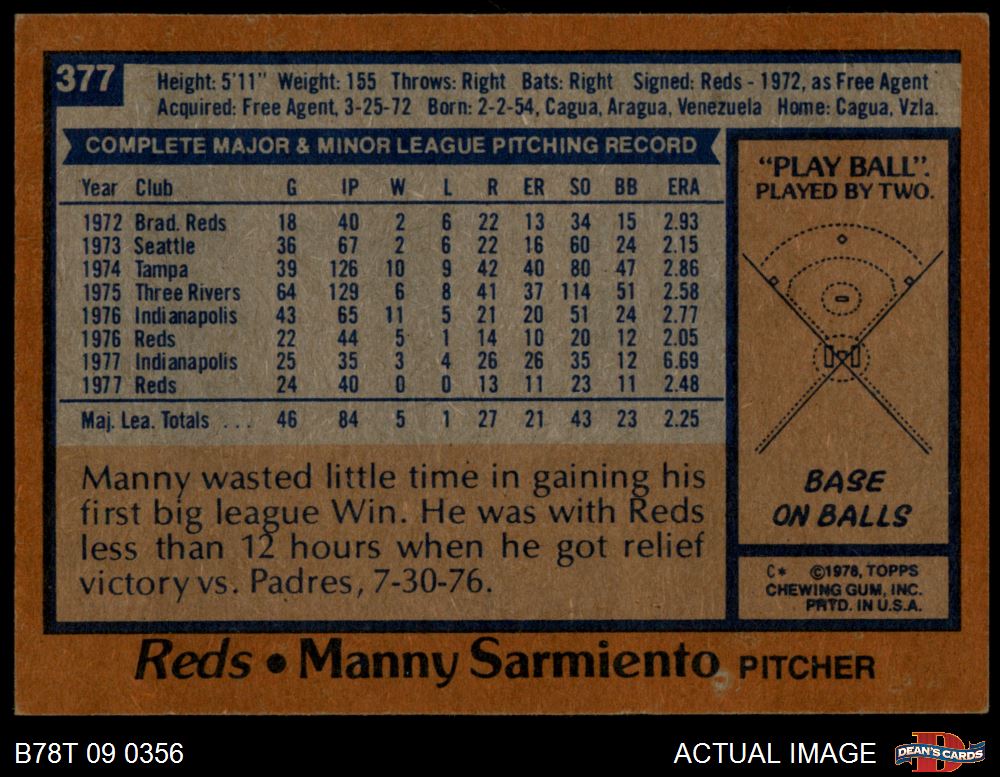 377
Height: 5'11" Weight: 155 Throws: Right Bats: Right Signed: Reds - 1972, as Free Agent
Acquired: Free Agent, 3-25-72 Born: 2-2-54, Cagua, Aragua, Venezuela Home: Cagua, Vzla.
COMPLETE MAJOR & MINOR LEAGUE PITCHING RECORD
Year Club G IP W L R ER SO BB ERA
1972 Brad. Reds 18 40 2 6 22 13 34 15 2.93
1973 Seattle 36 67 2 6 22 16 60 24 2.15
1974 Tampa 39 126 10 9 42 40 80 47 2.86
1975 Three Rivers 64 129 6 8 41 37 114 51 2.58
1976 Indianapolis 43 65 11 5 21 20 51 24 2.77
1976 Reds 22 44 5 1 14 10 20 12 2.05
1977 Indianapolis 25 35 3 4 26 26 35 12 6.69
1977 Reds 24 40 0 0 13 11 23 11 2.48
Maj. Lea. Totals ... 46 84 5 1 27 21 43 23 2.25
Manny wasted little time in gaining his
first big league Win. He was with Reds
less than 12 hours when he got relief
victory vs. Padres, 7-30-76.
"PLAY BALL".
PLAYED BY TWO.
BASE
ON BALLS
C* ©1978, TOPPS
CHEWING GUM, INC.
PRTD. IN U.S.A.
Reds • Manny Sarmiento PITCHER
B78T 09 0356
ACTUAL IMAGE
D
DEAN'S CARDS